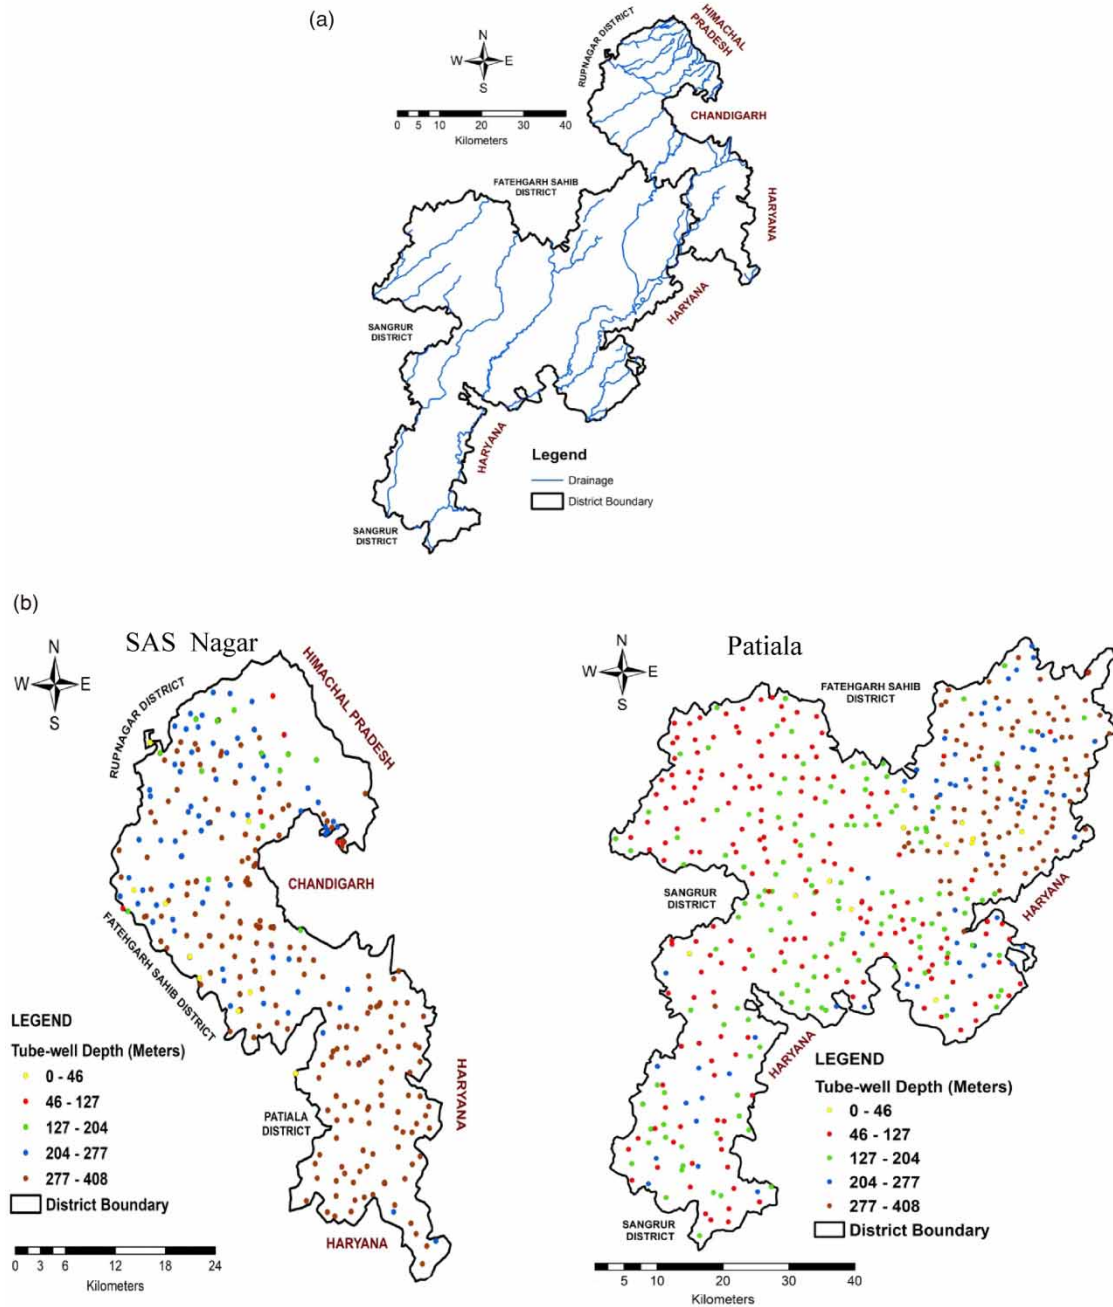 (a)
N
W E
S
0 5 10 20 30 40
Kilometers
RUPNAGAR DISTRICT
HIMACHAL
PRADESH
CHANDIGARH
FATEHGARH SAHIB
DISTRICT
HARYANA
HARYANA
SANGRUR
DISTRICT
HARYANA
Legend
Drainage
District Boundary
SANGRUR
DISTRICT
(b)
SAS Nagar
N
W E
S
RUPNAGAR DISTRICT
HIMACHAL PRADESH
CHANDIGARH
FATEHGARH SAHIB DISTRICT
LEGEND
Tube-well Depth (Meters)
0 - 46
46 - 127
127 - 204
204 - 277
277 - 408
District Boundary
PATIALA
DISTRICT
HARYANA
HARYANA
0 3 6 12 18 24
Kilometers
Patiala
N
W E
S
FATEHGARH SAHIB
DISTRICT
SANGRUR
DISTRICT
HARYANA
HARYANA
LEGEND
Tube-well Depth (Meters)
0 - 46
46 - 127
127 - 204
204 - 277
277 - 408
District Boundary
SANGRUR
DISTRICT
5 10 20 30 40
Kilometers